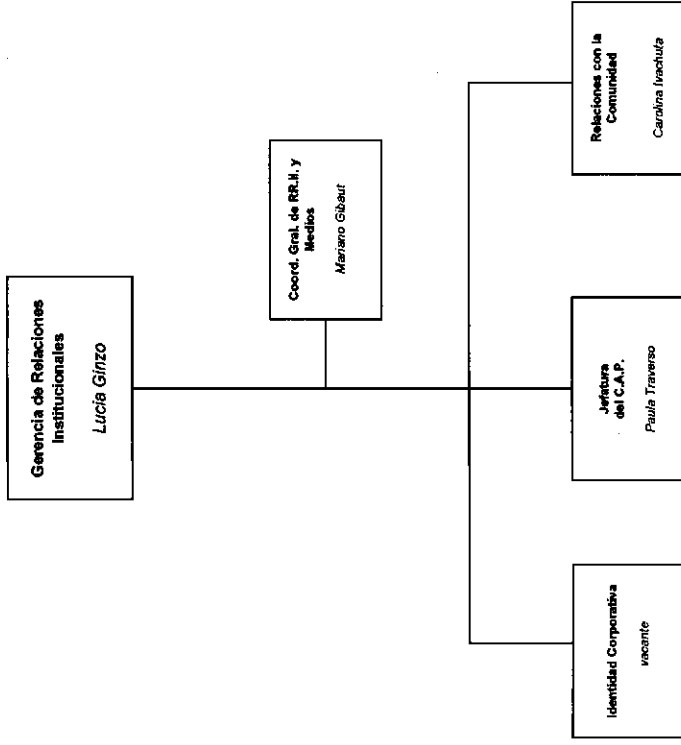 Gerencia de Relaciones
Institucionales
Lucia Ginzo
Coord. Gral. de RR.II. y
Medios
Mariano Gibaut
Identidad Corporativa
vacante
Jefatura
del C.A.P.
Paula Traverso
Relaciones con la
Comunidad
Carolina Ivachuta